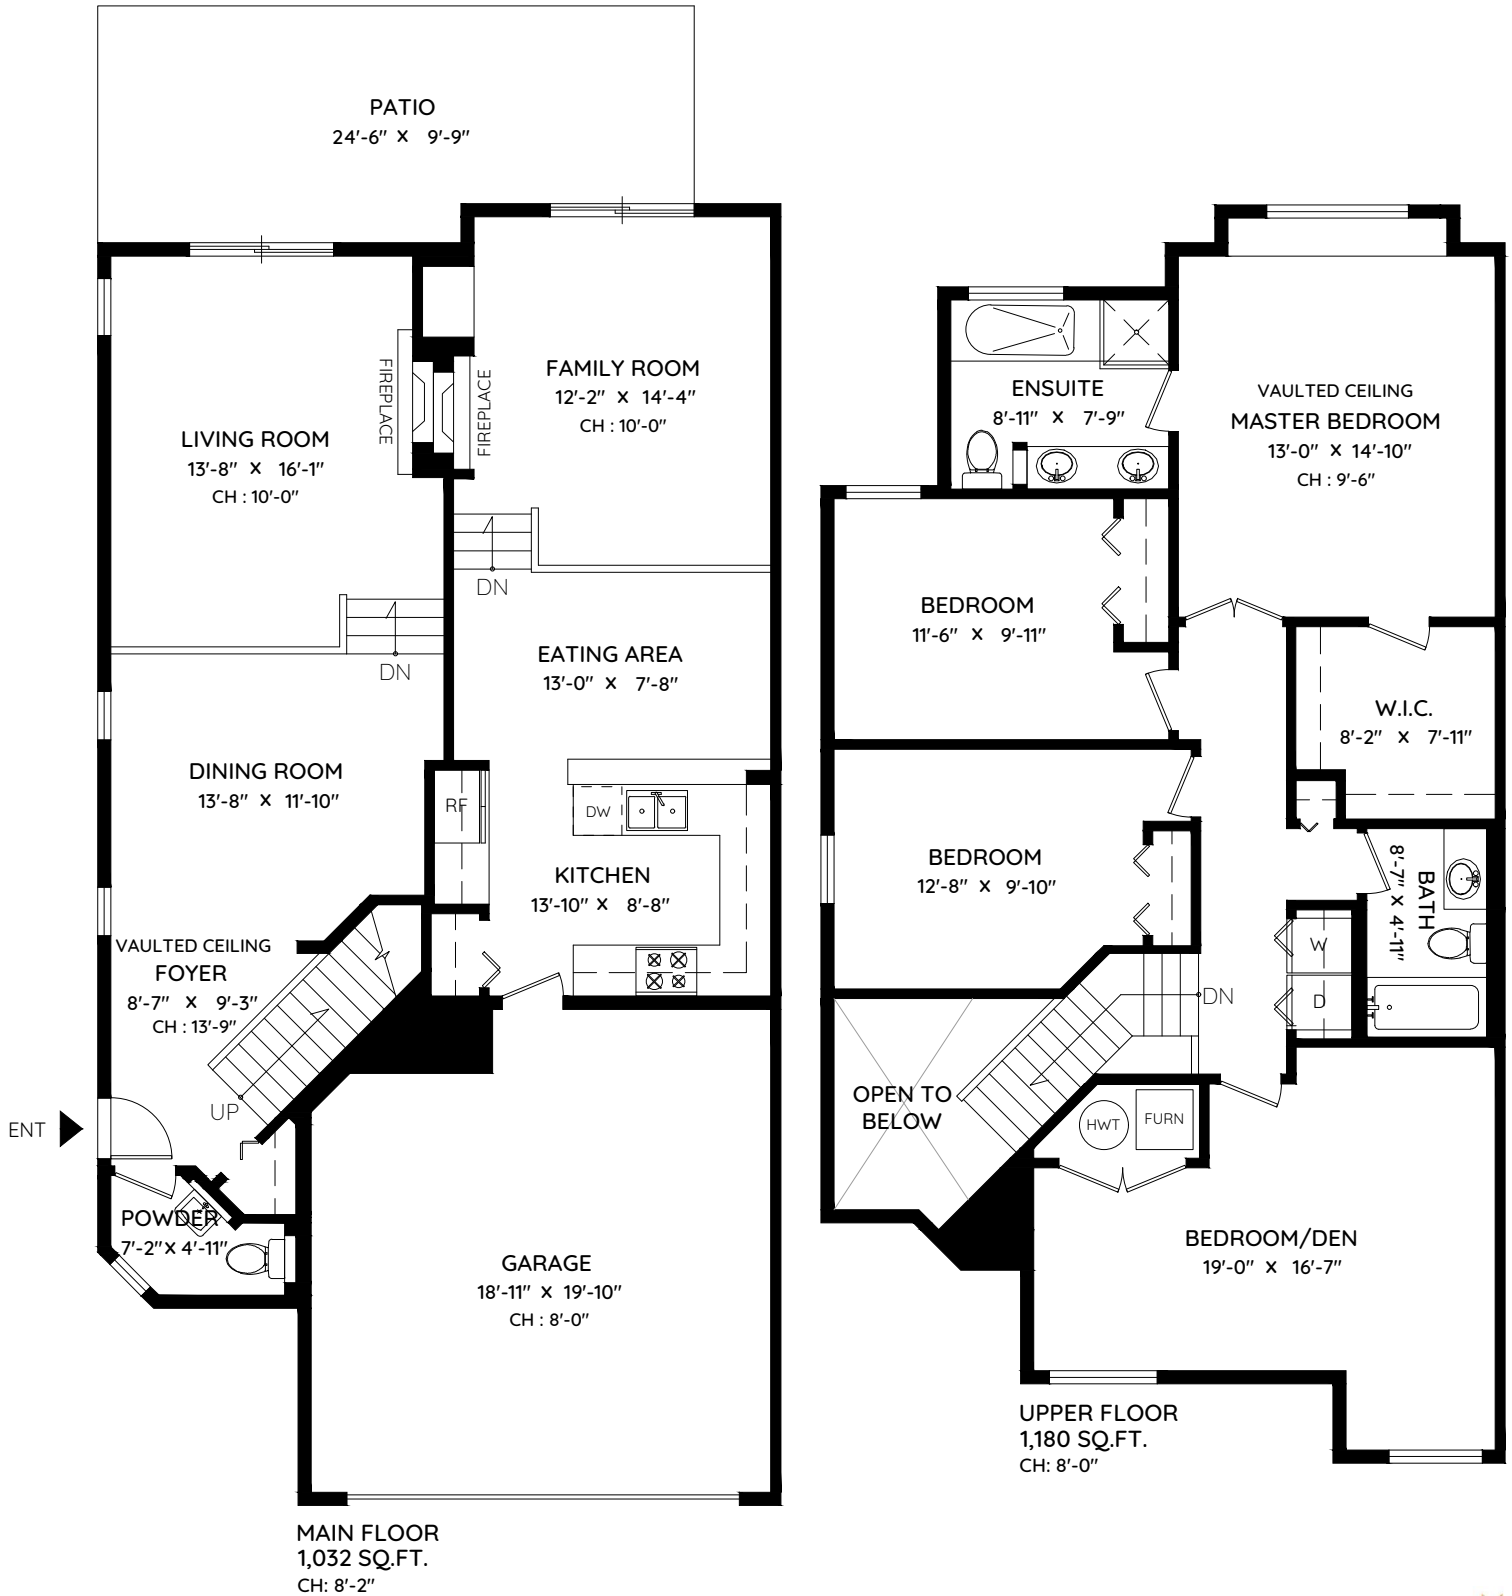 PATIO
24'-6" X 9'-9"
FIREPLACE
FIREPLACE
FAMILY ROOM
12'-2" X 14'-4"
CH : 10'-0"
LIVING ROOM
13'-8" X 16'-1"
CH : 10'-0"
DN
DN
EATING AREA
13'-0" X 7'-8"
DINING ROOM
13'-8" X 11'-10"
RF
DW
KITCHEN
13'-10" X 8'-8"
VAULTED CEILING
FOYER
8'-7" X 9'-3"
CH : 13'-9"
UP
ENT
POWDER
7'-2" X 4'-11"
GARAGE
18'-11" X 19'-10"
CH : 8'-0"
MAIN FLOOR
1,032 SQ.FT.
CH: 8'-2"
ENSUITE
8'-11" X 7'-9"
VAULTED CEILING
MASTER BEDROOM
13'-0" X 14'-10"
CH : 9'-6"
BEDROOM
11'-6" X 9'-11"
W.I.C.
8'-2" X 7'-11"
BEDROOM
12'-8" X 9'-10"
BATH
8'-7" X 4'-11"
W
D
DN
OPEN TO
BELOW
HWT
FURN
BEDROOM/DEN
19'-0" X 16'-7"
UPPER FLOOR
1,180 SQ.FT.
CH: 8'-0"